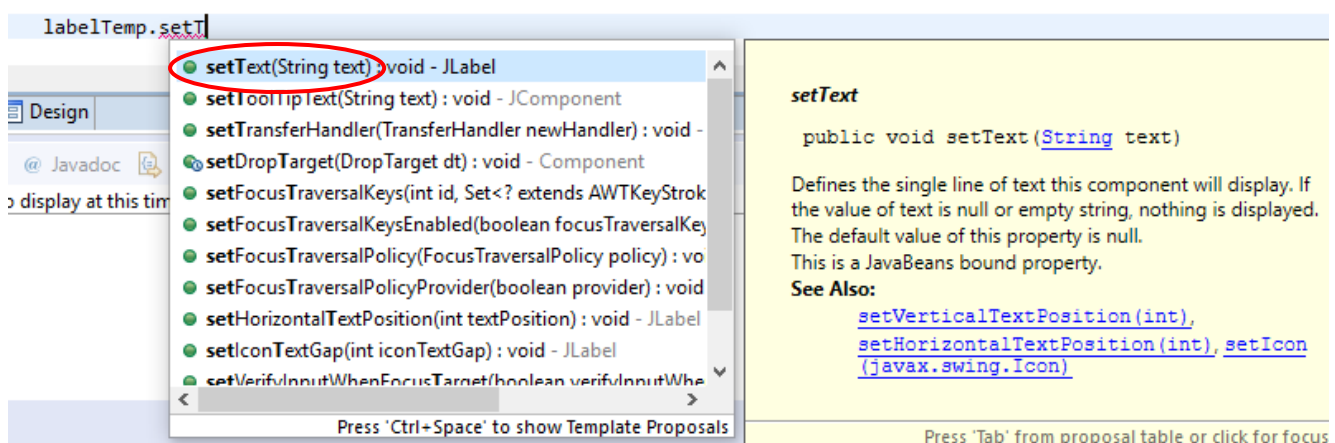 labelTemp.setT
setText(String text) : void - JLabel
setToolTipText(String text) : void - JComponent
setTransferHandler(TransferHandler newHandler) : void -
setDropTarget(DropTarget dt) : void - Component
setFocusTraversalKeys(int id, Set<? extends AWTKeyStrok
setFocusTraversalKeysEnabled(boolean focusTraversalKey
setFocusTraversalPolicy(FocusTraversalPolicy policy) : vo
setFocusTraversalPolicyProvider(boolean provider) : void
setHorizontalTextPosition(int textPosition) : void - JLabel
setIconTextGap(int iconTextGap) : void - JLabel
setVerifyInputWhenFocusTarget(boolean verifyInputWhe
Press 'Ctrl+Space' to show Template Proposals
Design
@ Javadoc
o display at this tim
setText
public void setText(String text)
Defines the single line of text this component will display. If
the value of text is null or empty string, nothing is displayed.
The default value of this property is null.
This is a JavaBeans bound property.
See Also:
setVerticalTextPosition(int),
setHorizontalTextPosition(int), setIcon
(javax.swing.Icon)
Press 'Tab' from proposal table or click for focus